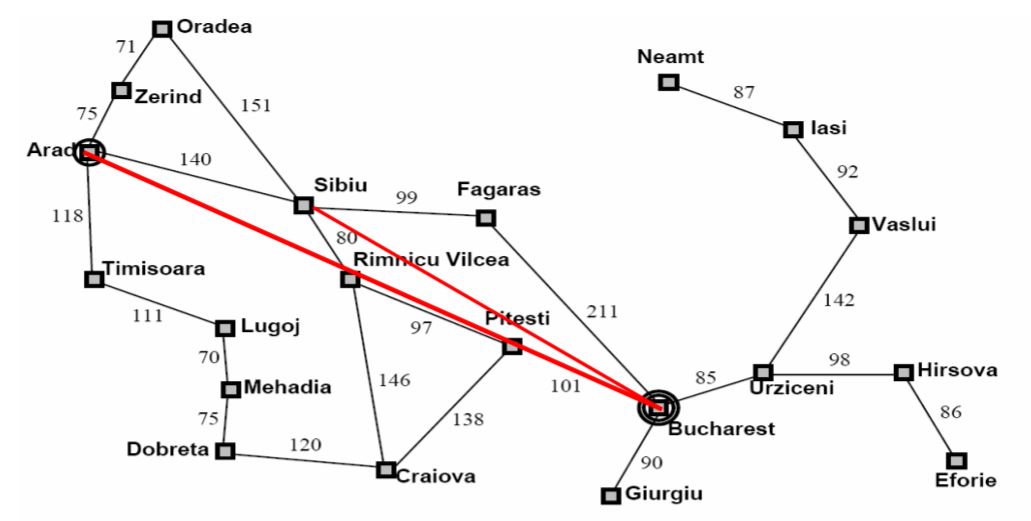 Oradea
71
Neamt
87
Zerind
75
151
Iasi
Arad
140
92
Sibiu
Fagaras
99
118
80
Vaslui
Timisoara
Rimnicu Vilcea
142
111
211
Lugoj
97
Pitesti
70
98
Hirsova
146
101
85
Mehadia
Urziceni
75
138
86
Bucharest
Dobreta
120
90
Craiova
Eforie
Giurgiu